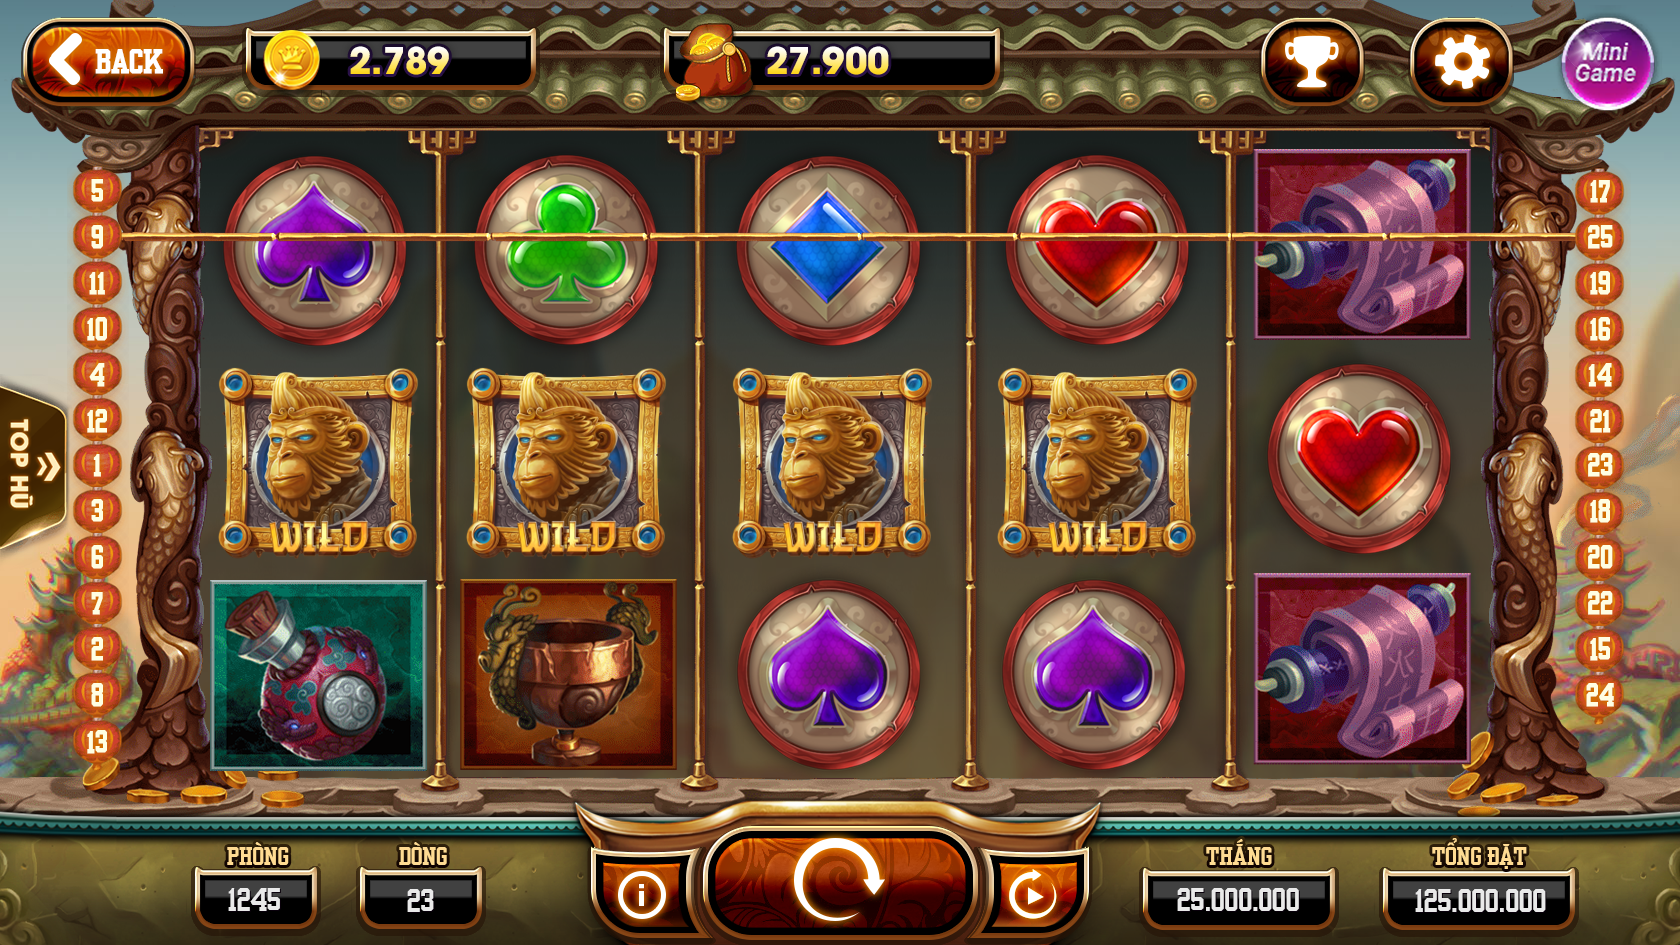 BACK
2.789
27.900
Mini
Game
5
9
11
10
4
12
1
3
6
7
2
8
13
TOP HŨ
17
25
19
16
14
21
23
18
20
22
15
24
WILD
WILD
WILD
WILD
PHÒNG
1245
DÒNG
23
i
THẮNG
25.000.000
TỔNG ĐẶT
125.000.000